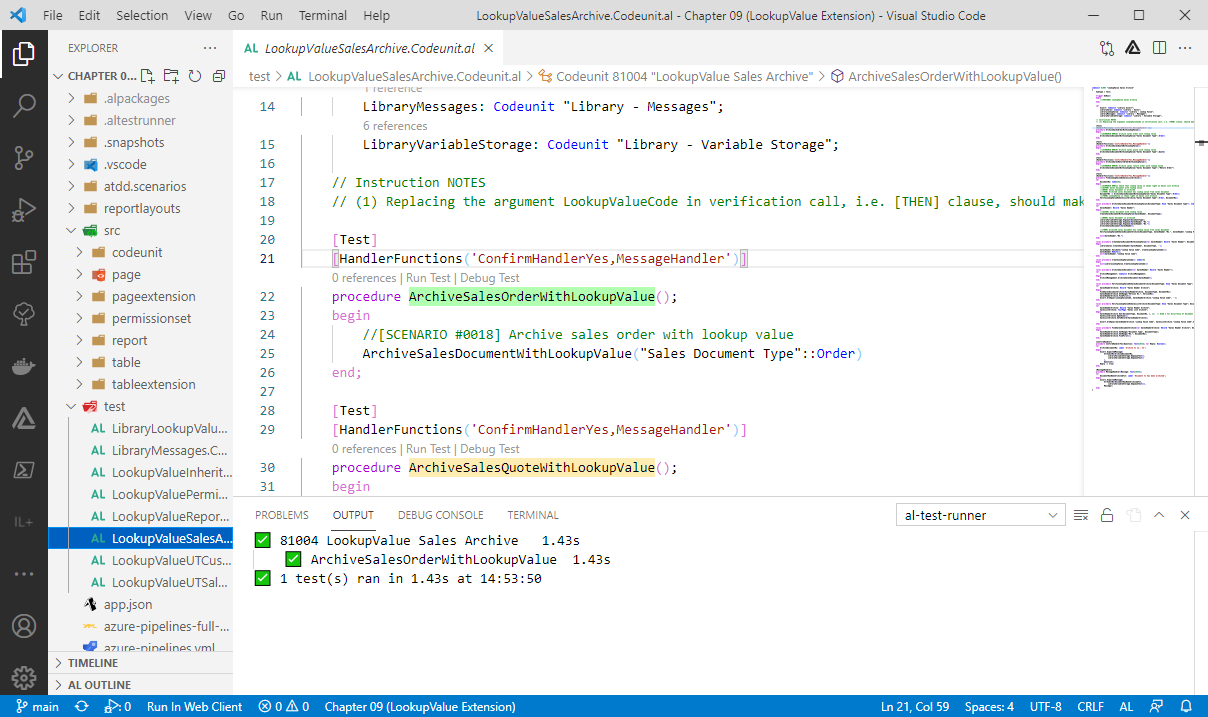 File Edit Selection View Go Run Terminal Help LookupValueSalesArchive.Codeunit.al - Chapter 09 (LookupValue Extension) - Visual Studio Code
EXPLORER
CHAPTER 0...
.alpackages
.altestrunner
.snapshots
.vscode
atdd.scenarios
reportlayouts
src
codeunit
page
pageextension
permissionset
report
table
tableextension
test
AL LibraryLookupValu...
AL LibraryMessages.C...
AL LookupValueInherit...
AL LookupValuePermi...
AL LookupValueRepor...
AL LookupValueSalesA...
AL LookupValueUTCus...
AL LookupValueUTSal...
app.json
azure-pipelines-full-...
azure-pipelines.yml
TIMELINE
AL OUTLINE
AL LookupValueSalesArchive.Codeunit.al
test > AL LookupValueSalesArchive.Codeunit.al > Codeunit 81004 "LookupValue Sales Archive" > ArchiveSalesOrderWithLookupValue()
1 reference
14 LibraryMessages: Codeunit "Library - Messages";
6 references
15 LibraryVariableStorage: Codeunit "Library - Variable Storage";
16
17 // Instruction NOTES
18 // (1) Replacing the argument LookupValueCode in verification call, i.e. [THEN] clause, should mak
19
20 [Test]
21 [HandlerFunctions('ConfirmHandlerYes,MessageHandler')]
0 references | Run Test | Debug Test
22 procedure ArchiveSalesOrderWithLookupValue();
23 begin
24 //[SCENARIO #0018] Archive sales order with lookup value
25 ArchiveSalesDocumentWithLookupValue("Sales Document Type"::Order)
26 end;
27
28 [Test]
29 [HandlerFunctions('ConfirmHandlerYes,MessageHandler')]
0 references | Run Test | Debug Test
30 procedure ArchiveSalesQuoteWithLookupValue();
31 begin
PROBLEMS OUTPUT DEBUG CONSOLE TERMINAL al-test-runner
81004 LookupValue Sales Archive 1.43s
ArchiveSalesOrderWithLookupValue 1.43s
1 test(s) ran in 1.43s at 14:53:50
IL+
main 0 Run In Web Client 0 0 Chapter 09 (LookupValue Extension) Ln 21, Col 59 Spaces: 4 UTF-8 CRLF AL